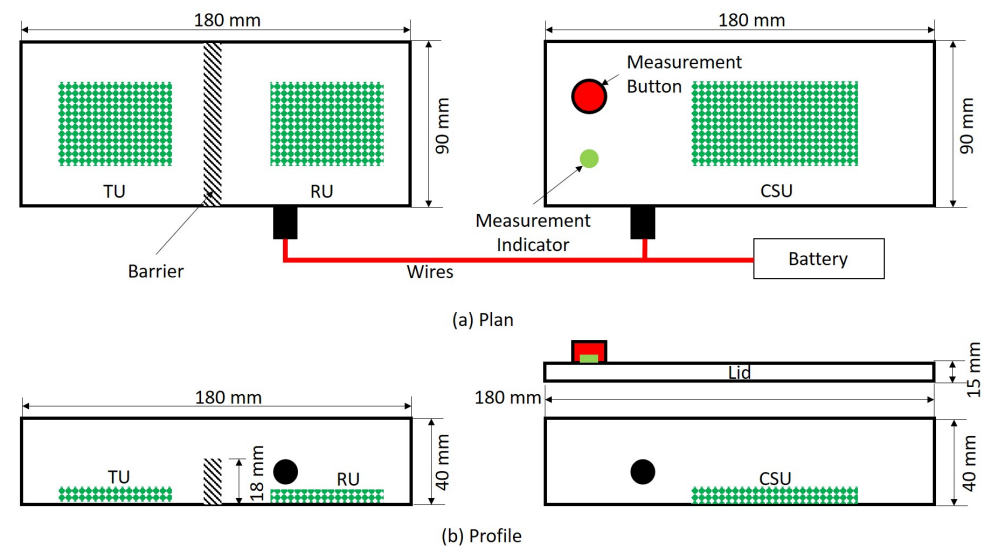 180 mm
180 mm
Measurement
Button
90 mm
90 mm
TU
RU
CSU
Measurement
Indicator
Barrier
Wires
Battery
(a) Plan
Lid
15 mm
180 mm
180 mm
TU
18 mm
RU
40 mm
CSU
40 mm
(b) Profile